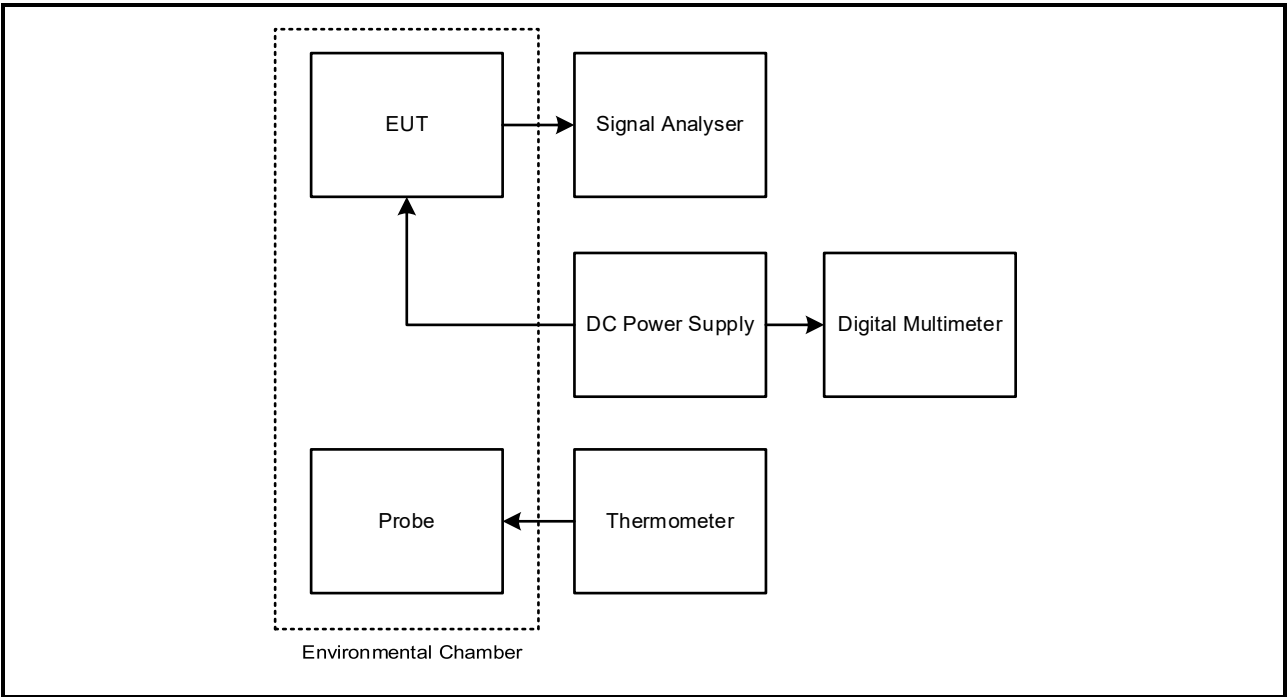 EUT
Signal Analyser
DC Power Supply
Digital Multimeter
Probe
Thermometer
Environmental Chamber